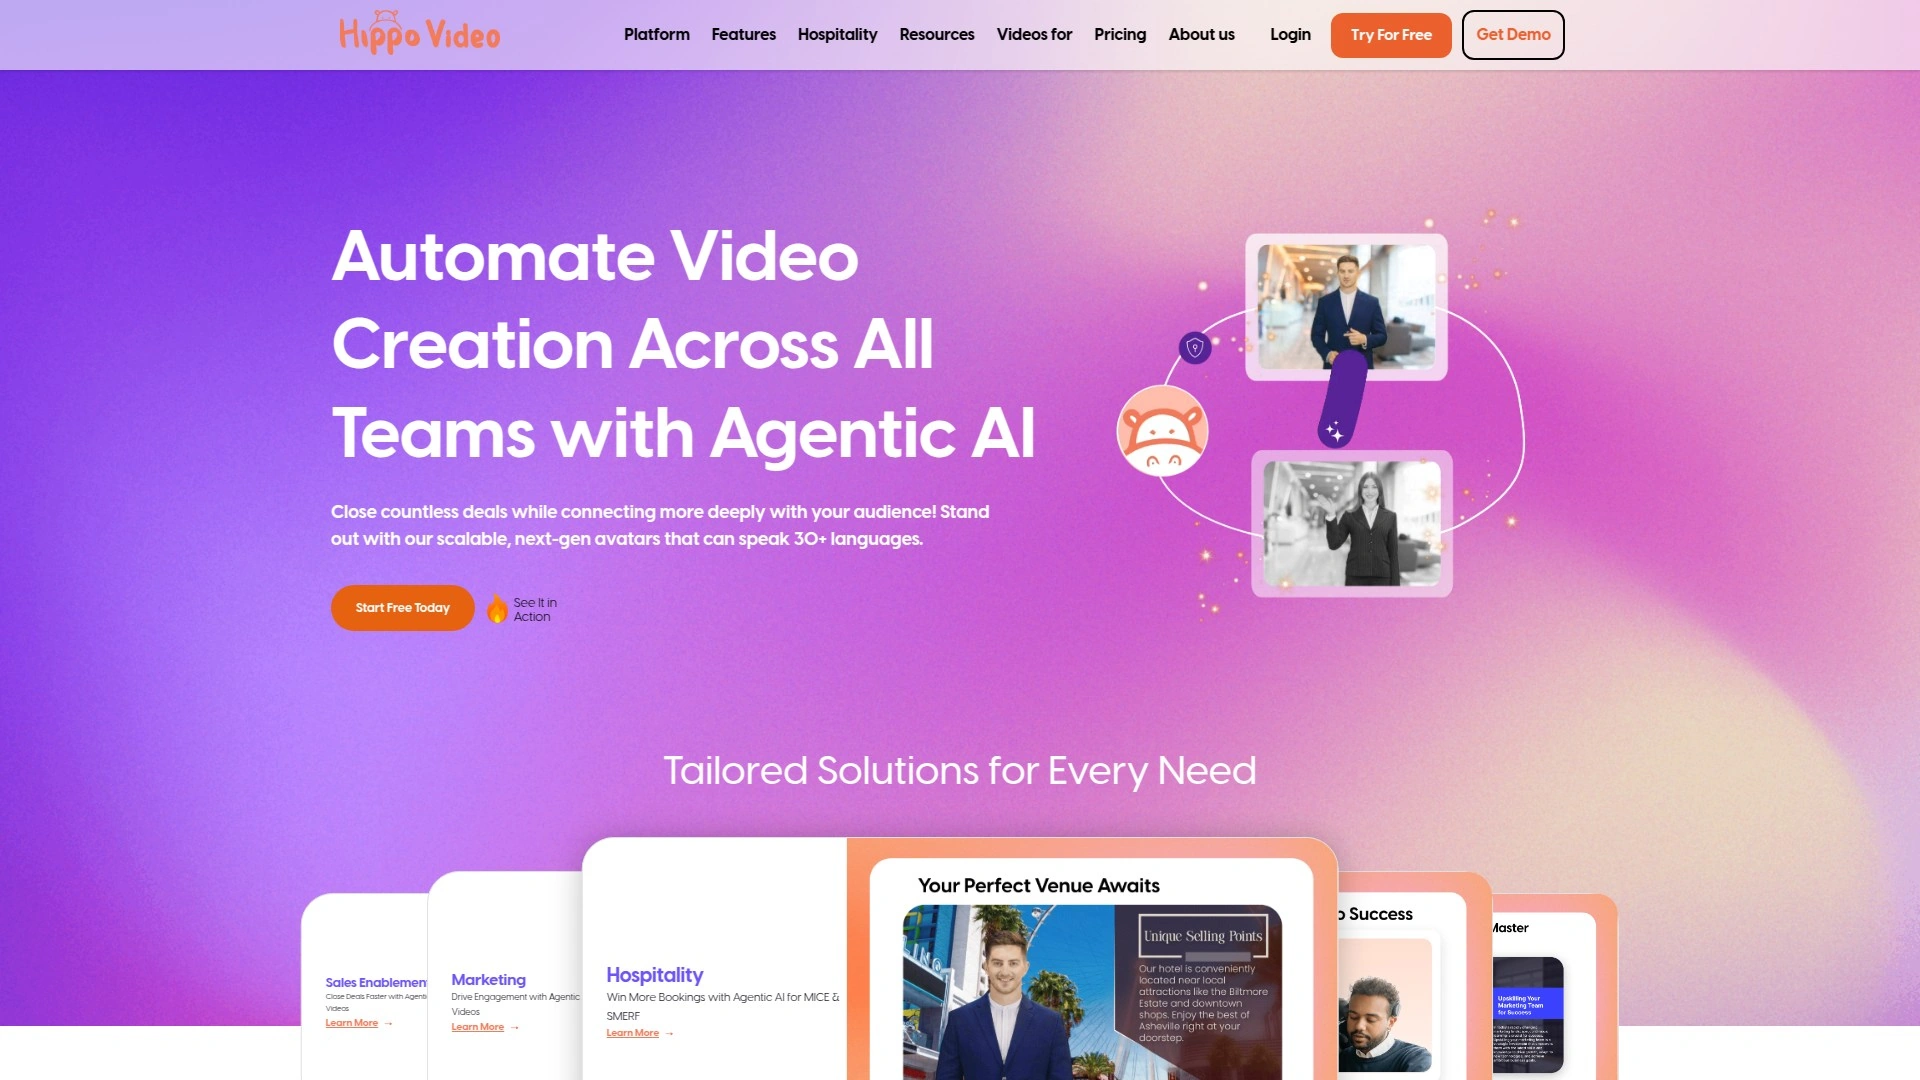 Hippo Video
Platform
Features
Hospitality
Resources
Videos for
Pricing
About us
Login
Try For Free
Get Demo
Automate Video
Creation Across All
Teams with Agentic AI
Close countless deals while connecting more deeply with your audience! Stand
out with our scalable, next-gen avatars that can speak 30+ languages.
Start Free Today
See It in
Action
Tailored Solutions for Every Need
Sales Enablemen
Close Deals Faster with Agenti
Videos
Learn More →
Marketing
Drive Engagement with Agentic
Videos
Learn More →
Hospitality
Win More Bookings with Agentic AI for MICE &
SMERF
Learn More →
Your Perfect Venue Awaits
Unique Selling Points
Our hotel is conveniently
located near local
attractions like the Biltmore
Estate and downtown
shops. Enjoy the best of
Asheville right at your
doorstep.
o Success
Master
Upskilling Your
Marketing Team
for Success